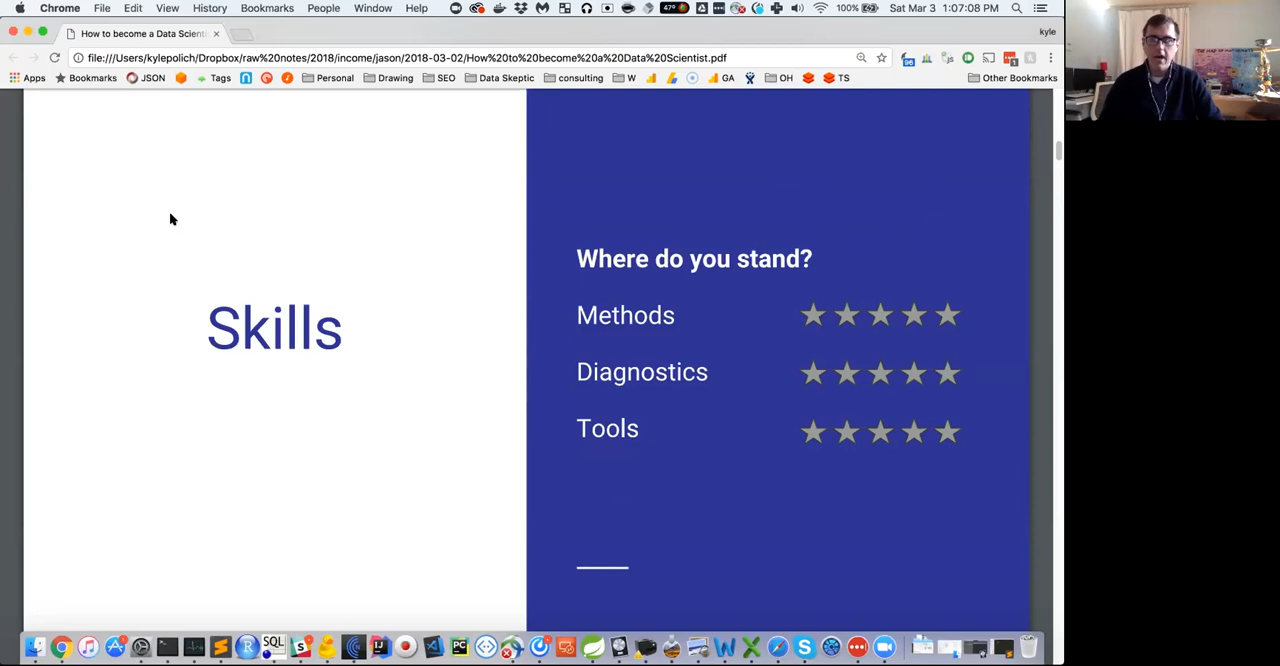 Chrome File Edit View History Bookmarks People Window Help 47° 100% Sat Mar 3 1:07:08 PM
How to become a Data Scienti × kyle
file:///Users/kylepolich/Dropbox/raw%20notes/2018/income/jason/2018-03-02/How%20to%20become%20a%20Data%20Scientist.pdf
Apps Bookmarks JSON Tags Personal Drawing SEO Data Skeptic consulting W GA OH TS Other Bookmarks
Where do you stand?
Skills
Methods
Diagnostics
Tools